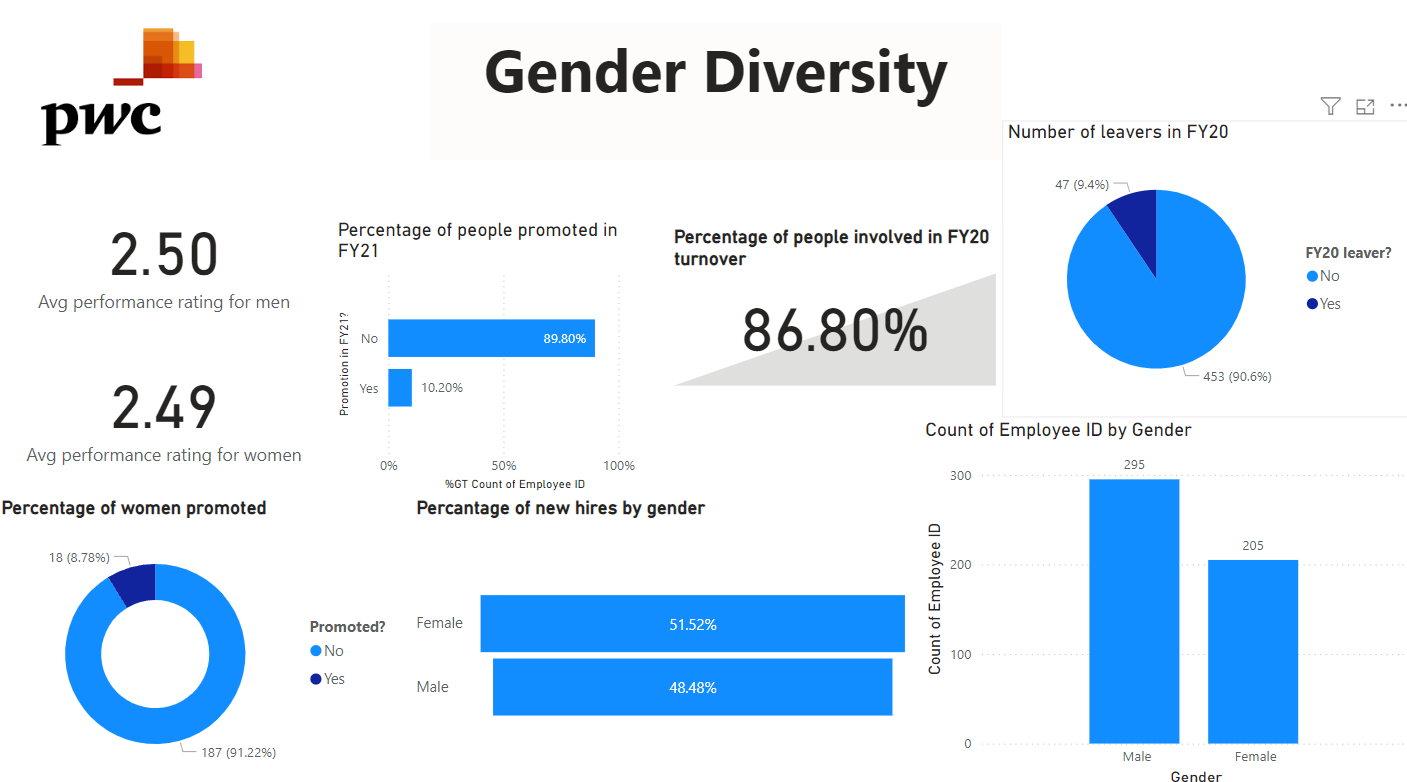 pwc
Gender Diversity
2.50
Avg performance rating for men
2.49
Avg performance rating for women
Percentage of people promoted in
FY21
Promotion in FY21?
No
89.80%
Yes
10.20%
0%
50%
100%
%GT Count of Employee ID
Percentage of people involved in FY20
turnover
86.80%
Number of leavers in FY20
47 (9.4%)
453 (90.6%)
FY20 leaver?
No
Yes
Percentage of women promoted
18 (8.78%)
187 (91.22%)
Promoted?
No
Yes
Percantage of new hires by gender
Female
51.52%
Male
48.48%
Count of Employee ID by Gender
Count of Employee ID
300
200
100
0
295
205
Male
Female
Gender